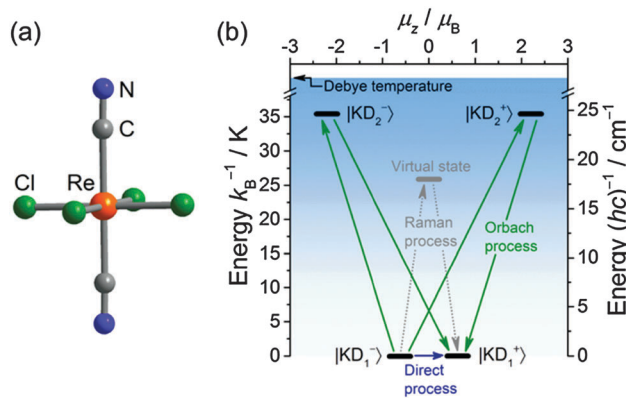 (a)
N
C
Cl
Re
(b)
μz / μB
-3 -2 -1 0 1 2 3
Debye temperature
|KD2−⟩
|KD2+⟩
Virtual state
Raman
process
Orbach
process
|KD1−⟩
|KD1+⟩
Direct
process
Energy kB−1 / K
35
30
25
20
15
10
5
0
Energy (hc)−1 / cm−1
25
20
15
10
5
0